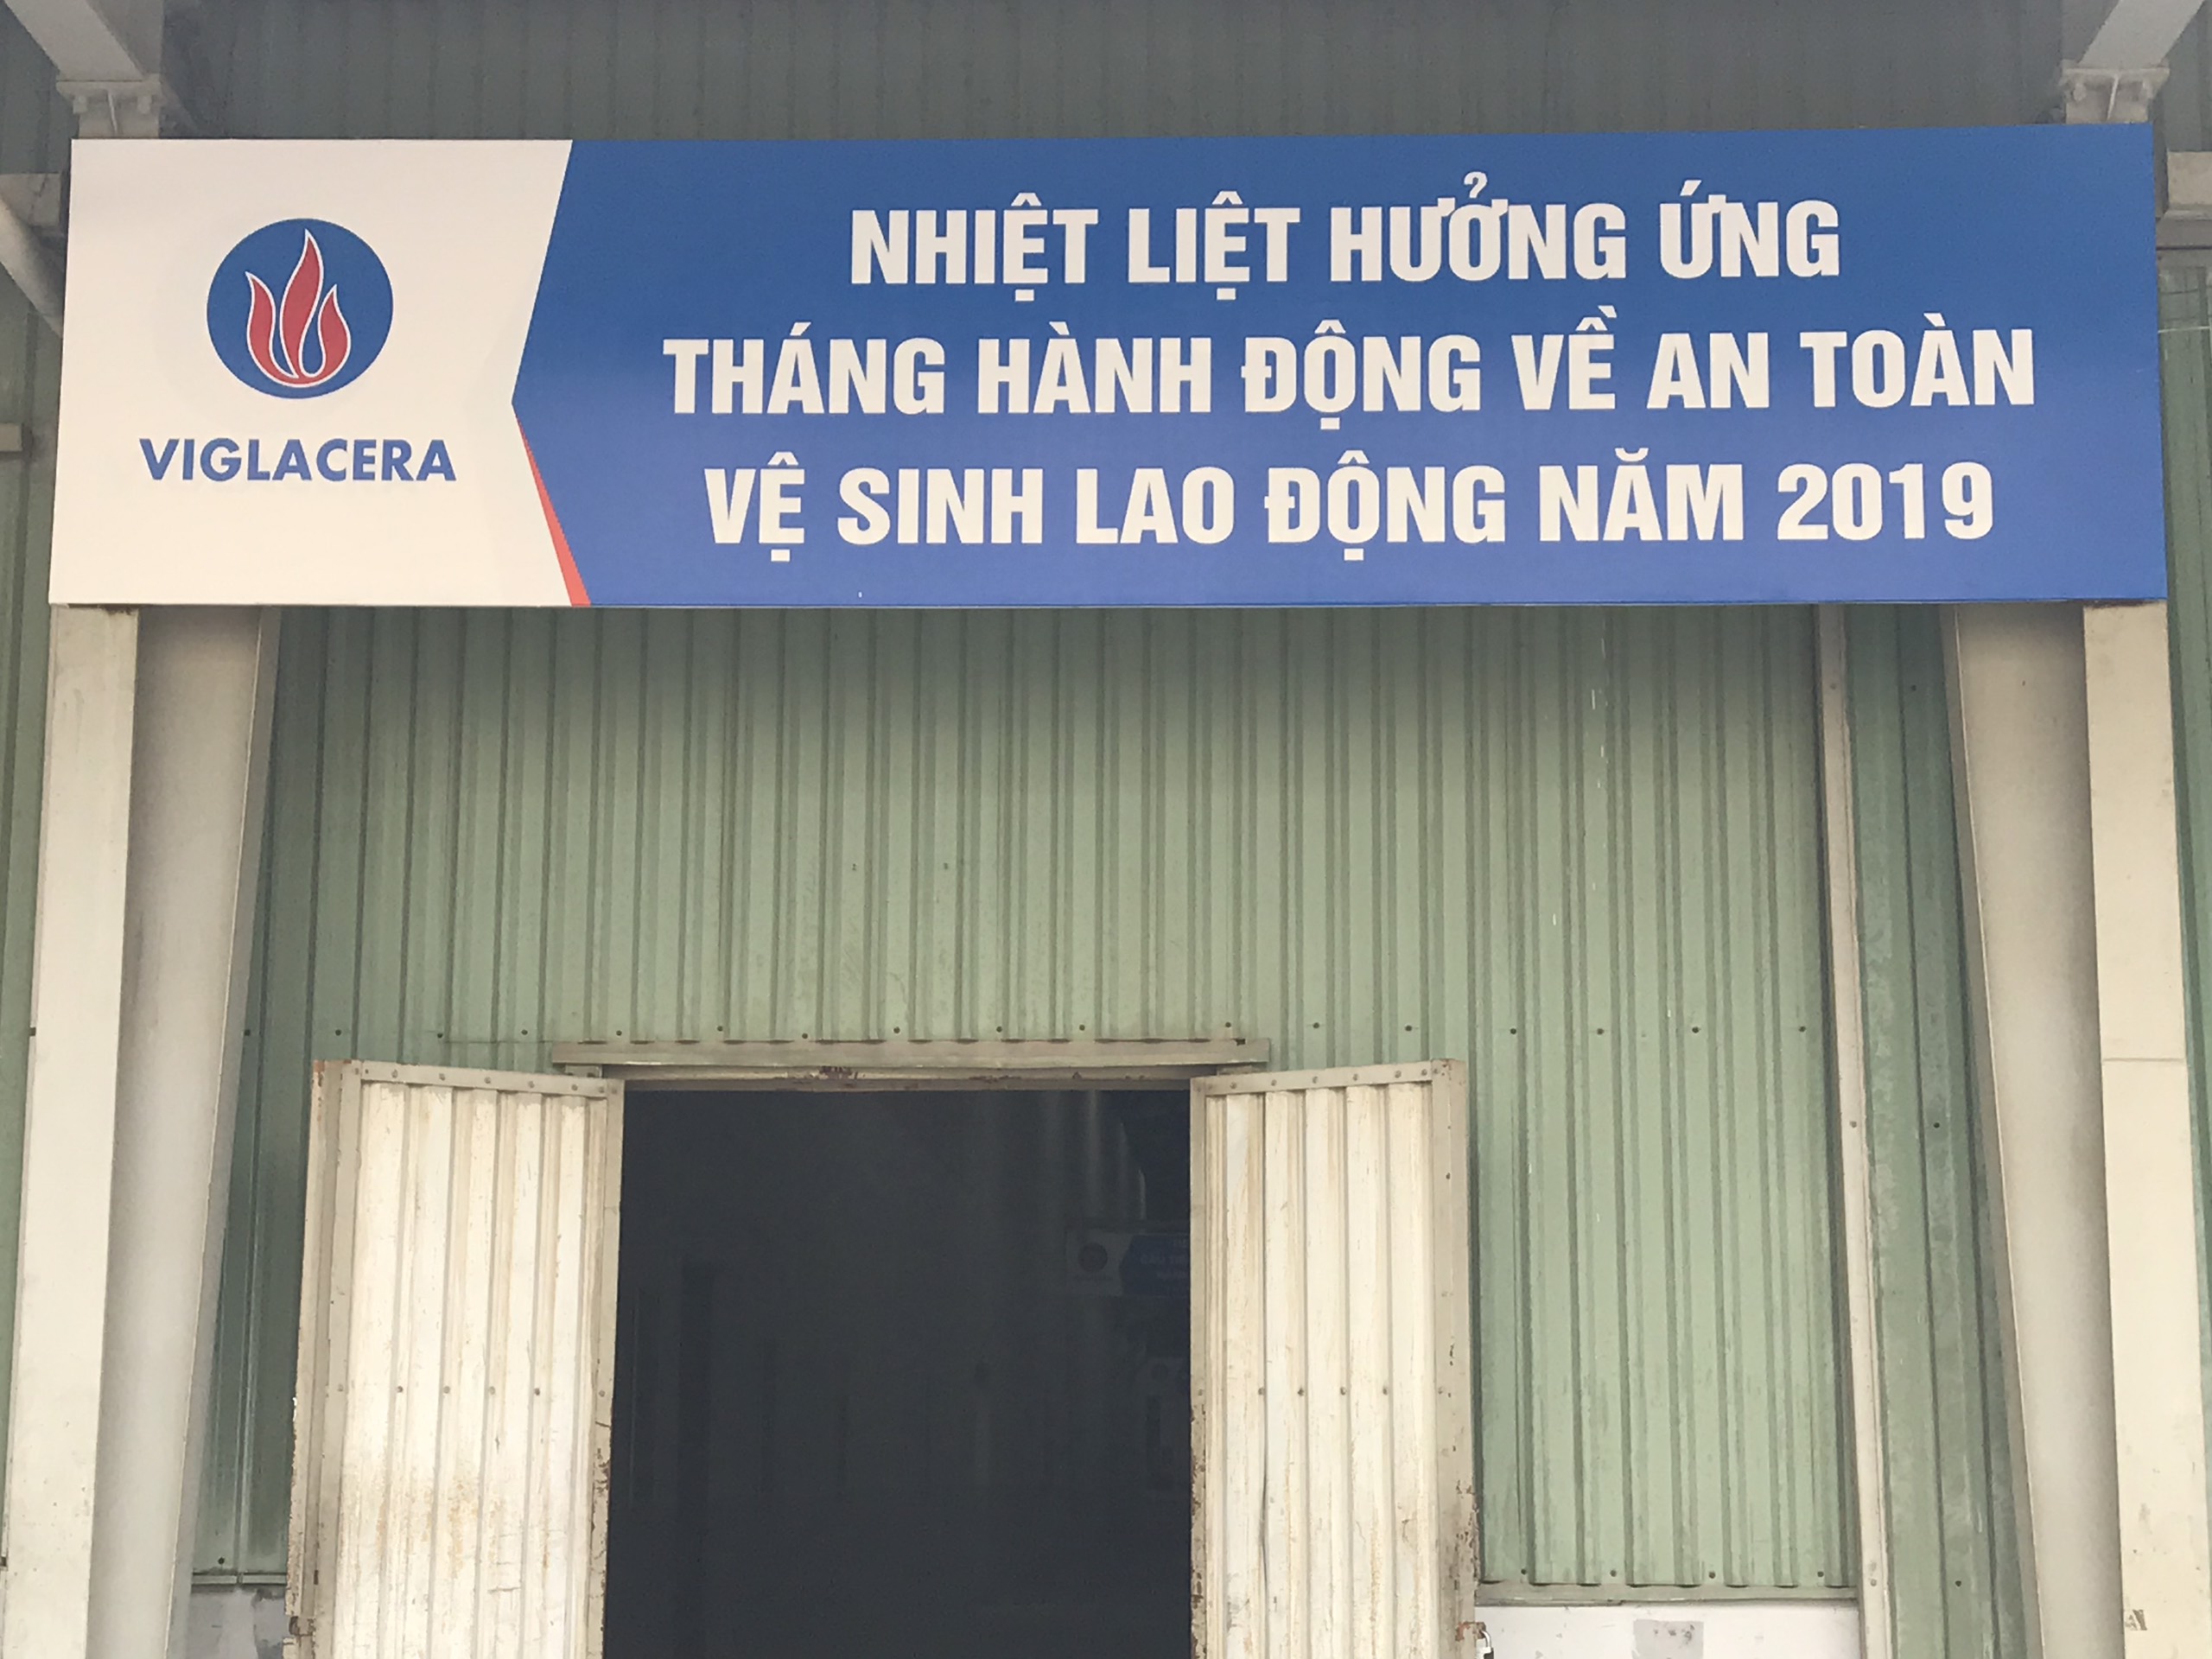 VIGLACERA
NHIỆT LIỆT HƯỞNG ỨNG
THÁNG HÀNH ĐỘNG VỀ AN TOÀN
VỆ SINH LAO ĐỘNG NĂM 2019